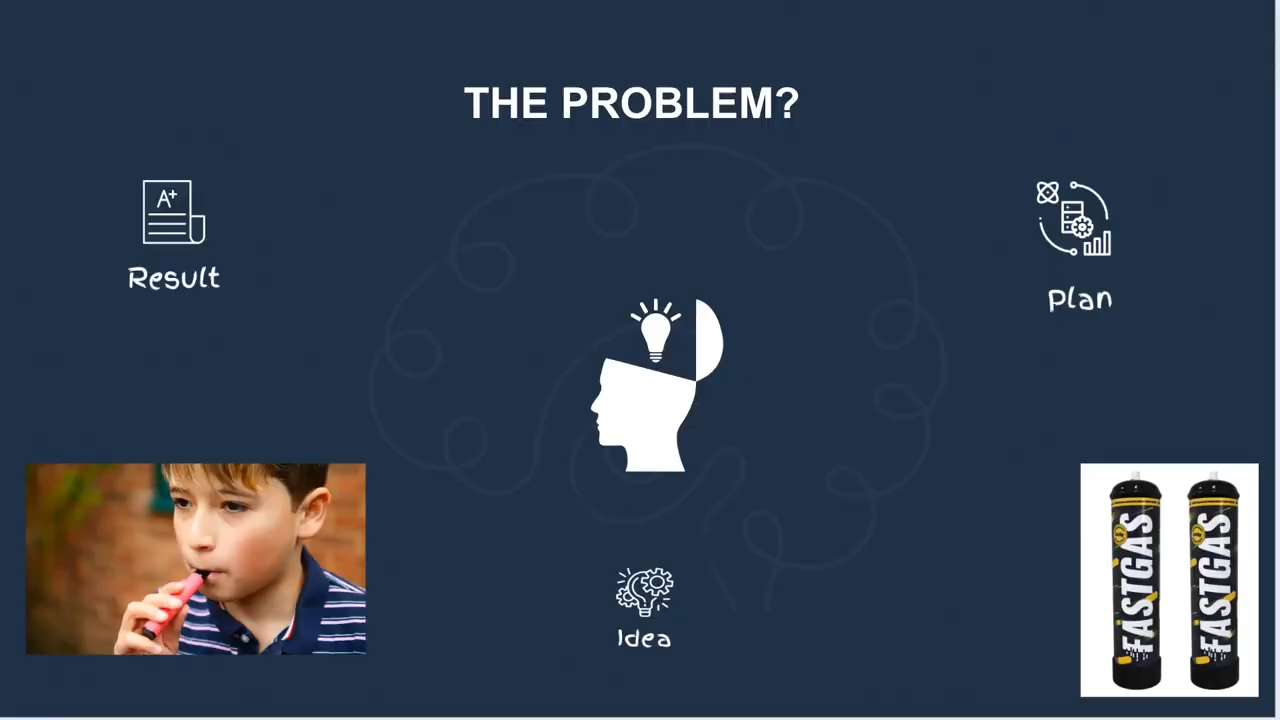 THE PROBLEM?
A+
Result
Plan
FASTGAS
FASTGAS
Idea